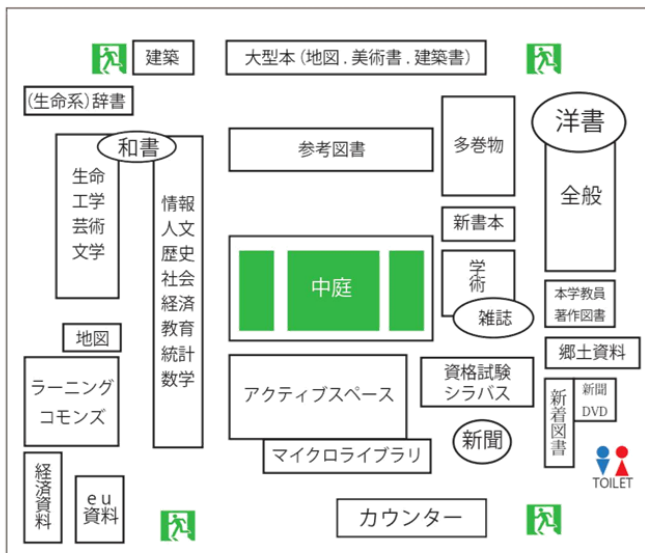 建築
大型本(地図.美術書.建築書)
(生命系)辞書
和書
生命
工学
芸術
文学
情報
人文
歴史
社会
経済
教育
統計
数学
参考図書
多巻物
洋書
全般
新書本
中庭
学術
雑誌
本学教員
著作図書
地図
郷土資料
ラーニング
コモンズ
アクティブスペース
資格試験
シラバス
新着図書
新聞
DVD
マイクロライブラリ
新聞
TOILET
経済資料
eu
資料
カウンター